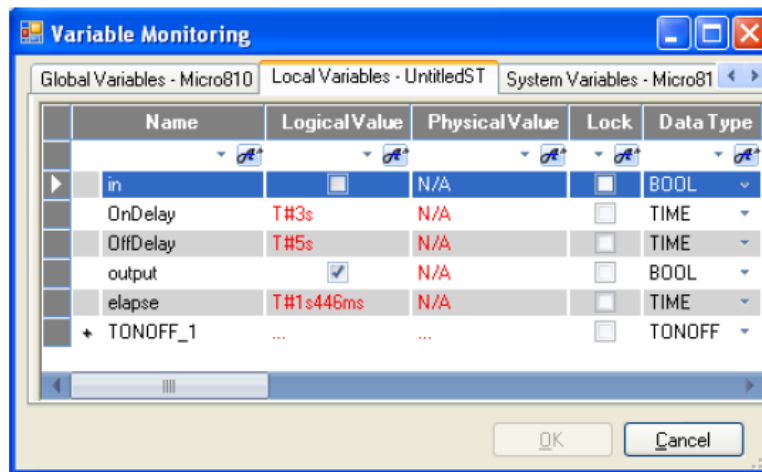 Variable Monitoring
Global Variables - Micro810 Local Variables - UntitledST System Variables - Micro81
Name Logical Value Physical Value Lock Data Type
in N/A BOOL
OnDelay T#3s N/A TIME
OffDelay T#5s N/A TIME
output N/A BOOL
elapse T#1s446ms N/A TIME
+ TONOFF_1 ... ... TONOFF
OK Cancel